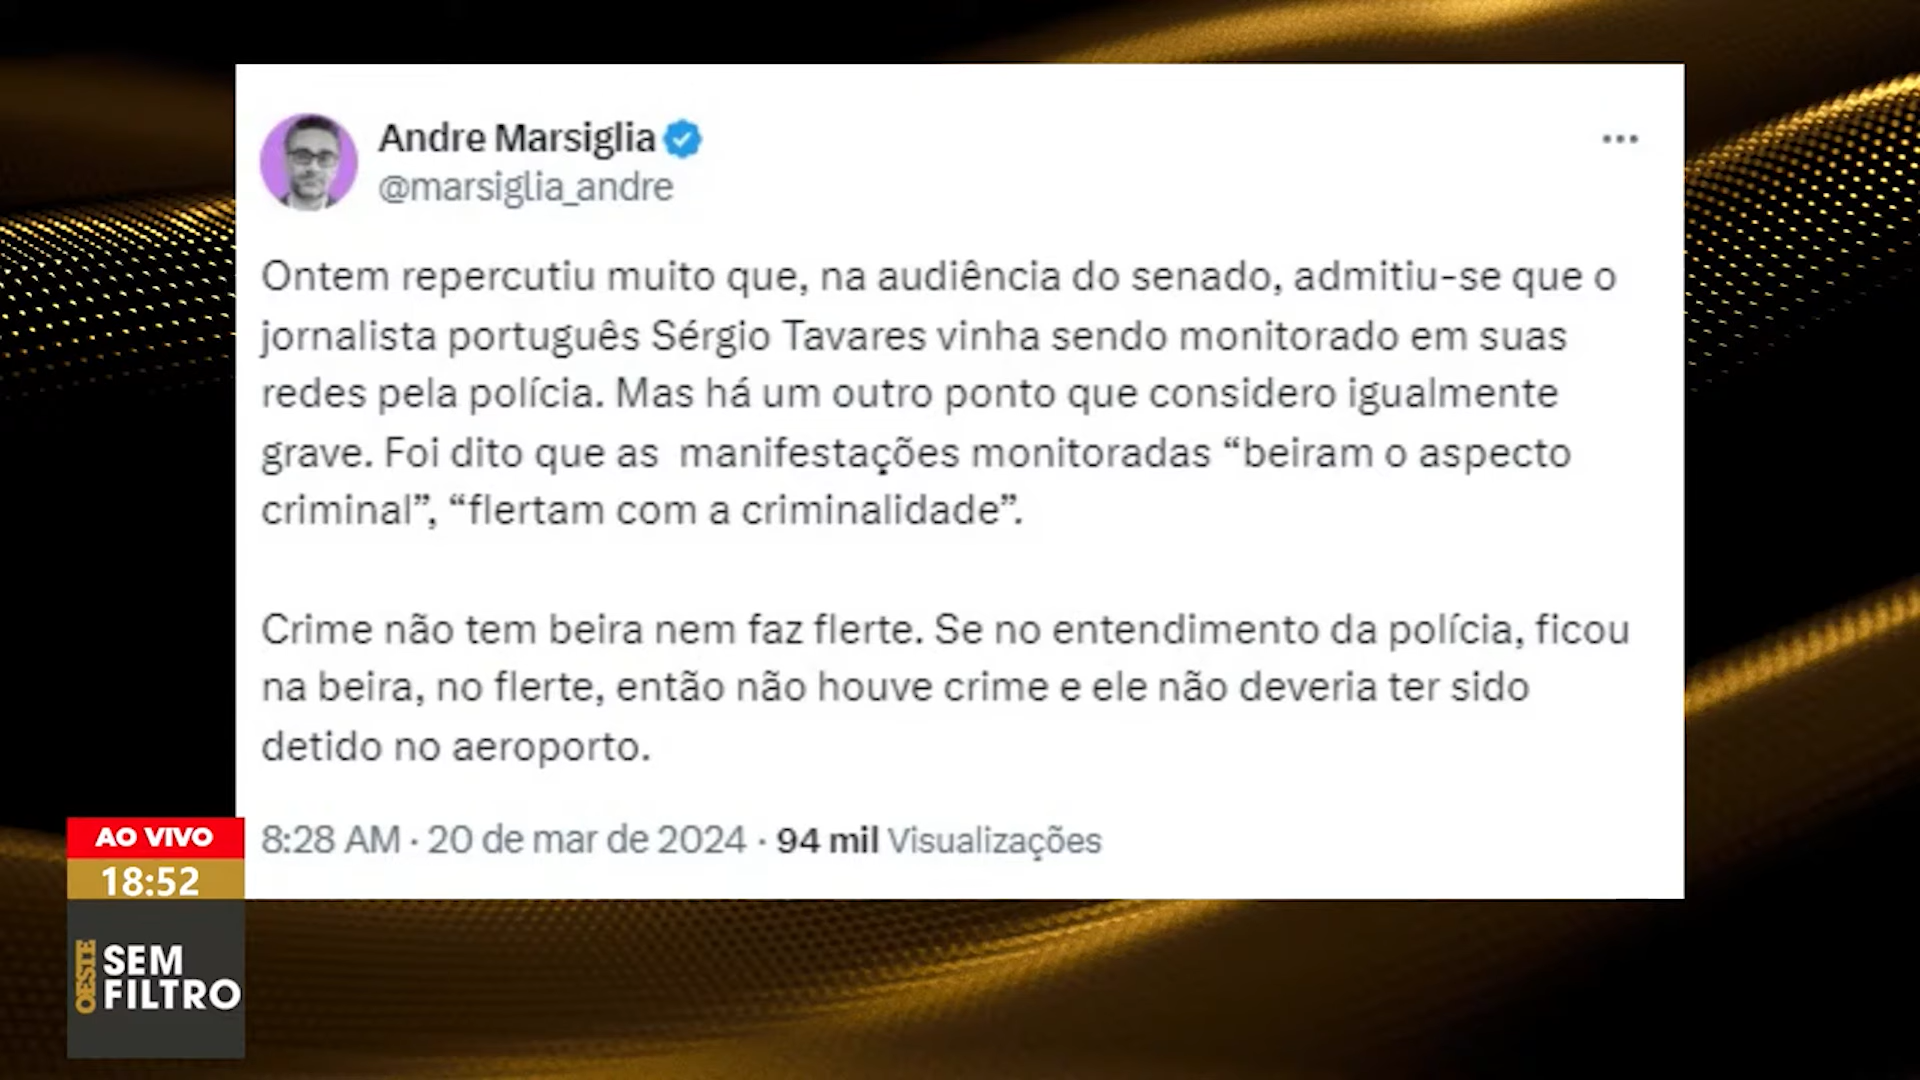 Andre Marsiglia
@marsiglia_andre
Ontem repercutiu muito que, na audiência do senado, admitiu-se que o
jornalista português Sérgio Tavares vinha sendo monitorado em suas
redes pela polícia. Mas há um outro ponto que considero igualmente
grave. Foi dito que as  manifestações monitoradas “beiram o aspecto
criminal”, “flertam com a criminalidade”.
Crime não tem beira nem faz flerte. Se no entendimento da polícia, ficou
na beira, no flerte, então não houve crime e ele não deveria ter sido
detido no aeroporto.
8:28 AM · 20 de mar de 2024 · 94 mil Visualizações
AO VIVO
18:52
OESTE
SEM
FILTRO